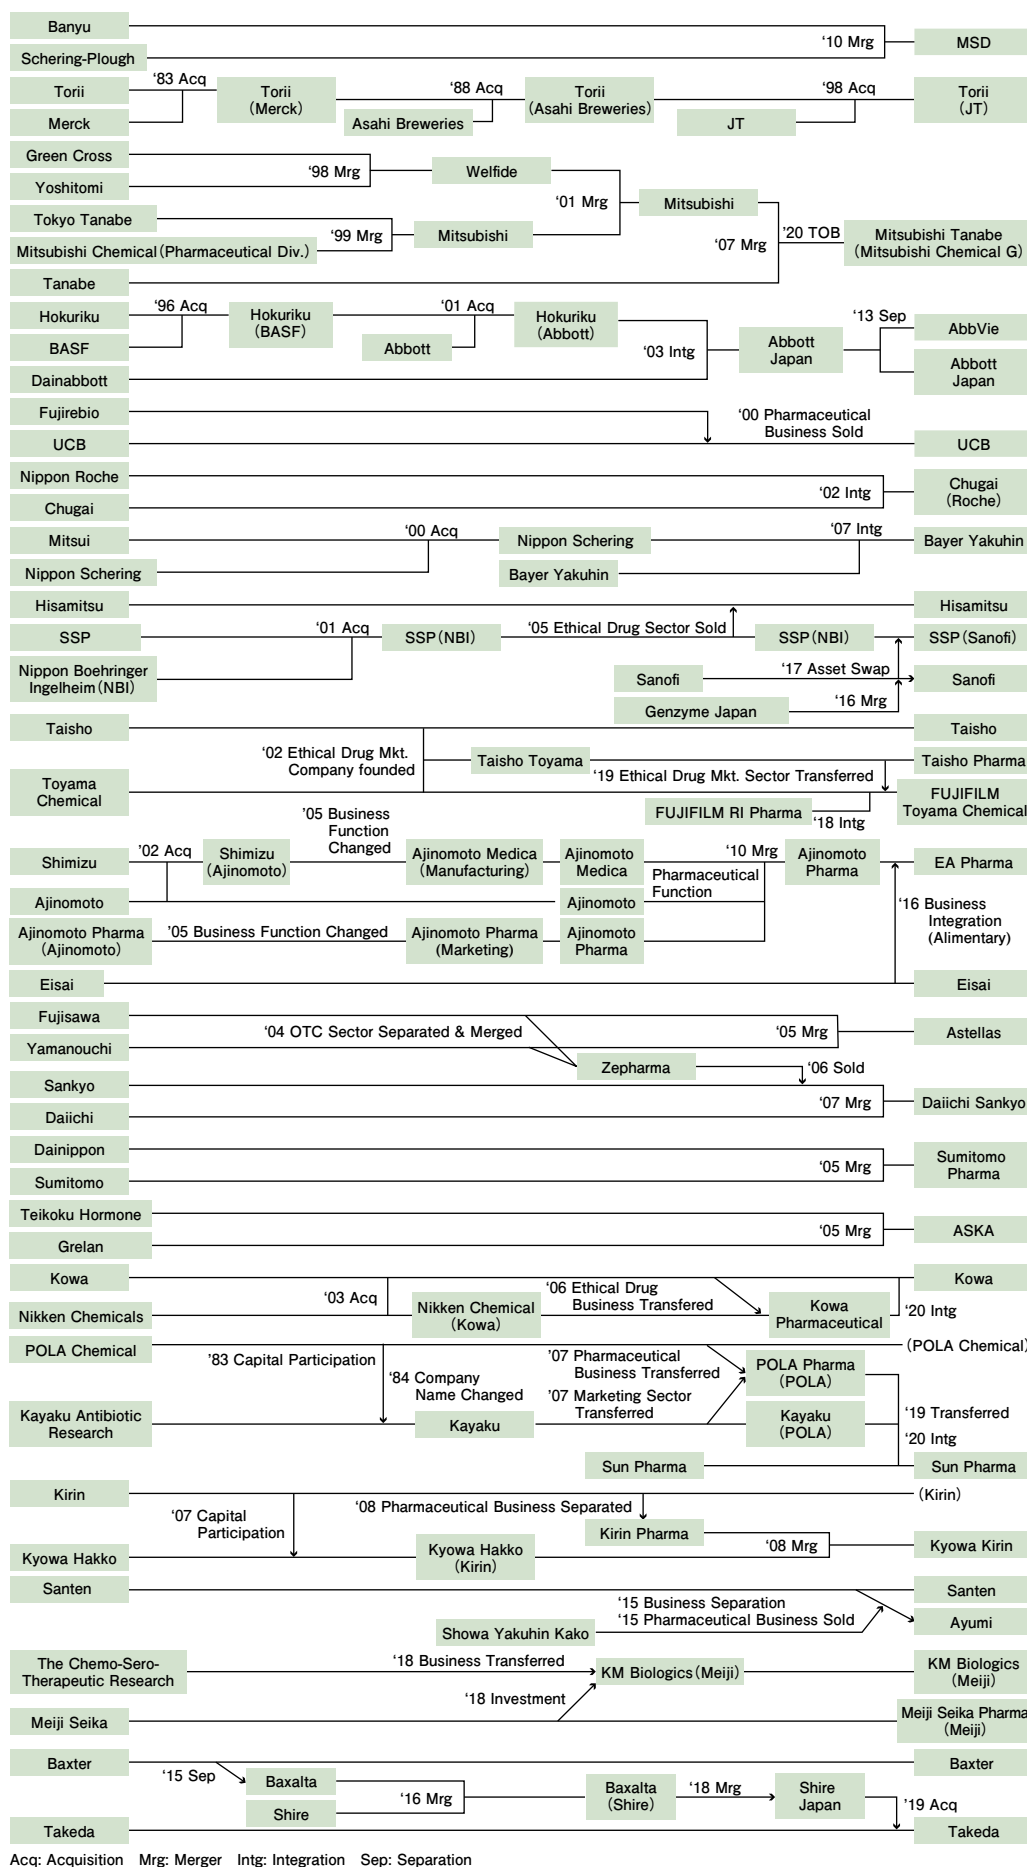 Banyu
‘10 Mrg
MSD
Schering-Plough
‘83 Acq
Torii
Torii
(Merck)
‘88 Acq
Torii
(Asahi Breweries)
‘98 Acq
Torii
(JT)
Merck
Asahi Breweries
JT
Green Cross
‘98 Mrg
Welfide
Yoshitomi
‘01 Mrg
Mitsubishi
Tokyo Tanabe
‘99 Mrg
Mitsubishi
‘07 Mrg
‘20 TOB
Mitsubishi Tanabe
(Mitsubishi Chemical G)
Mitsubishi Chemical (Pharmaceutical Div.)
Tanabe
Hokuriku
‘96 Acq
Hokuriku
(BASF)
‘01 Acq
Hokuriku
(Abbott)
‘13 Sep
AbbVie
BASF
Abbott
‘03 Intg
Abbott
Japan
Abbott
Japan
Dainabbott
Fujirebio
‘00 Pharmaceutical
Business Sold
UCB
UCB
Nippon Roche
‘02 Intg
Chugai
(Roche)
Chugai
Mitsui
‘00 Acq
Nippon Schering
‘07 Intg
Bayer Yakuhin
Nippon Schering
Bayer Yakuhin
Hisamitsu
Hisamitsu
SSP
‘01 Acq
SSP (NBI)
‘05 Ethical Drug Sector Sold
SSP (NBI)
SSP (Sanofi)
Nippon Boehringer
Ingelheim (NBI)
Sanofi
‘17 Asset Swap
Sanofi
Genzyme Japan
‘16 Mrg
Taisho
Taisho
‘02 Ethical Drug Mkt.
Company founded
Taisho Toyama
Taisho Pharma
‘19 Ethical Drug Mkt. Sector Transferred
Toyama
Chemical
FUJIFILM
Toyama Chemical
FUJIFILM RI Pharma
‘18 Intg
’05 Business
Function
Changed
Shimizu
‘02 Acq
Shimizu
(Ajinomoto)
Ajinomoto Medica
(Manufacturing)
Ajinomoto
Medica
‘10 Mrg
Pharmaceutical
Function
Ajinomoto
Pharma
EA Pharma
Ajinomoto
Ajinomoto
‘16 Business
Integration
(Alimentary)
Ajinomoto Pharma
(Ajinomoto)
’05 Business Function Changed
Ajinomoto Pharma
(Marketing)
Ajinomoto
Pharma
Eisai
Eisai
Fujisawa
‘04 OTC Sector Separated & Merged
‘05 Mrg
Astellas
Yamanouchi
Zepharma
‘06 Sold
Sankyo
‘07 Mrg
Daiichi Sankyo
Daiichi
Dainippon
‘05 Mrg
Sumitomo
Pharma
Sumitomo
Teikoku Hormone
‘05 Mrg
ASKA
Grelan
Kowa
Kowa
‘03 Acq
‘06 Ethical Drug
Business Transfered
Nikken Chemicals
Nikken Chemical
(Kowa)
Kowa
Pharmaceutical
‘20 Intg
POLA Chemical
(POLA Chemical)
‘83 Capital Participation
‘84 Company
Name Changed
‘07 Pharmaceutical
Business Transferred
POLA Pharma
(POLA)
‘07 Marketing Sector
Transferred
Kayaku Antibiotic
Research
Kayaku
Kayaku
(POLA)
‘19 Transferred
‘20 Intg
Sun Pharma
Sun Pharma
Kirin
(Kirin)
‘07 Capital
Participation
‘08 Pharmaceutical Business Separated
Kirin Pharma
Kyowa Hakko
Kyowa Hakko
(Kirin)
‘08 Mrg
Kyowa Kirin
Santen
Santen
‘15 Business Separation
‘15 Pharmaceutical Business Sold
Ayumi
Showa Yakuhin Kako
The Chemo-Sero-
Therapeutic Research
‘18 Business Transferred
KM Biologics (Meiji)
KM Biologics
(Meiji)
‘18 Investment
Meiji Seika
Meiji Seika Pharma
(Meiji)
Baxter
Baxter
‘15 Sep
Baxalta
‘16 Mrg
Baxalta
(Shire)
‘18 Mrg
Shire
Japan
Shire
‘19 Acq
Takeda
Takeda
Acq: Acquisition Mrg: Merger Intg: Integration Sep: Separation